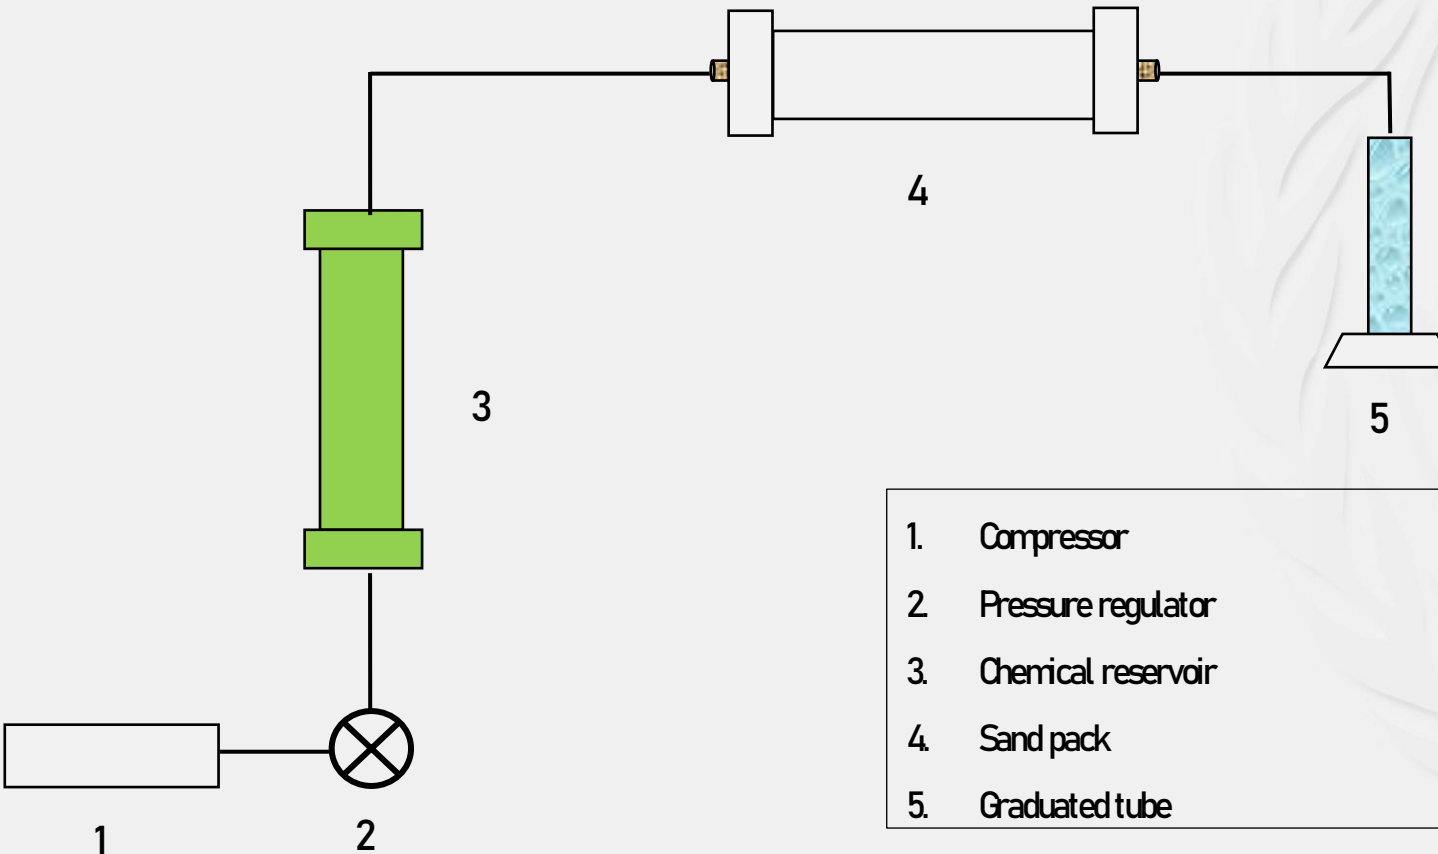 4
3
5
1. Compressor
2. Pressure regulator
3. Chemical reservoir
4. Sand pack
5. Graduated tube
1
2